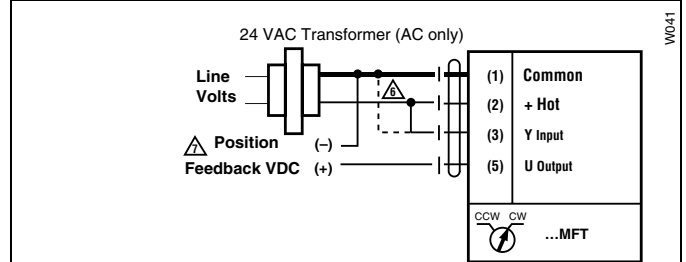 W041
24 VAC Transformer (AC only)
Line
Volts
(1) Common
6
(2) + Hot
(3) Y Input
7 Position (–)
Feedback VDC (+)
(5) U Output
CCW CW
...MFT